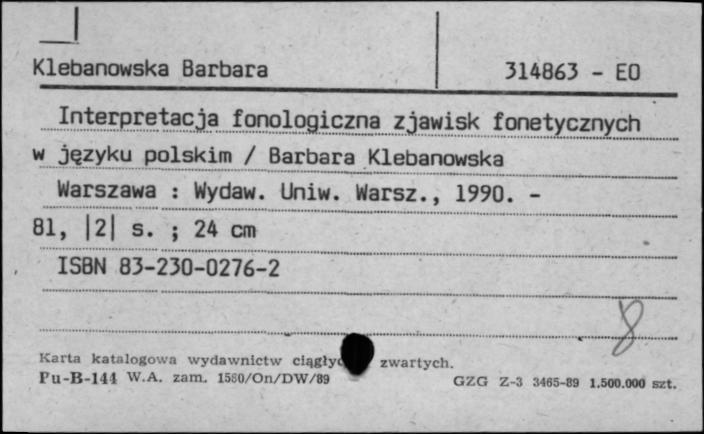 Klebanowska Barbara 314863 - EO
Interpretacja fonologiczna zjawisk fonetycznych
w języku polskim / Barbara Klebanowska
Warszawa : Wydaw. Uniw. Warsz., 1990. -
81, |2| s. ; 24 cm
ISBN 83-230-0276-2
8
Karta katalogowa wydawnictw zwartych.
Pu-B-144 W.A. zam. 1580/On/DW/89 GZG Z-3 3465-89 1.500.000 szt.